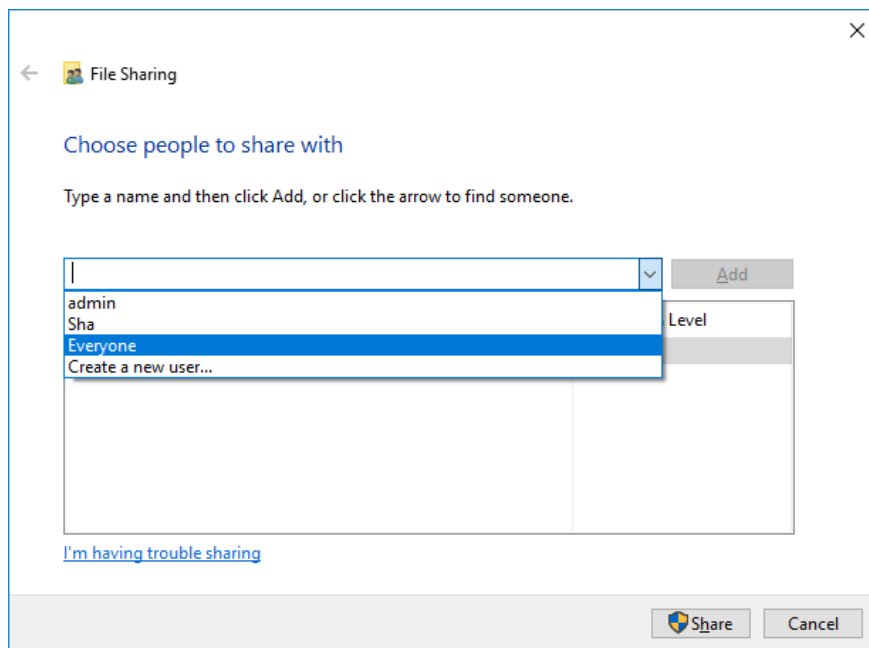 File Sharing
Choose people to share with
Type a name and then click Add, or click the arrow to find someone.
Add
admin
Sha
Level
Everyone
Create a new user...
I'm having trouble sharing
Share
Cancel